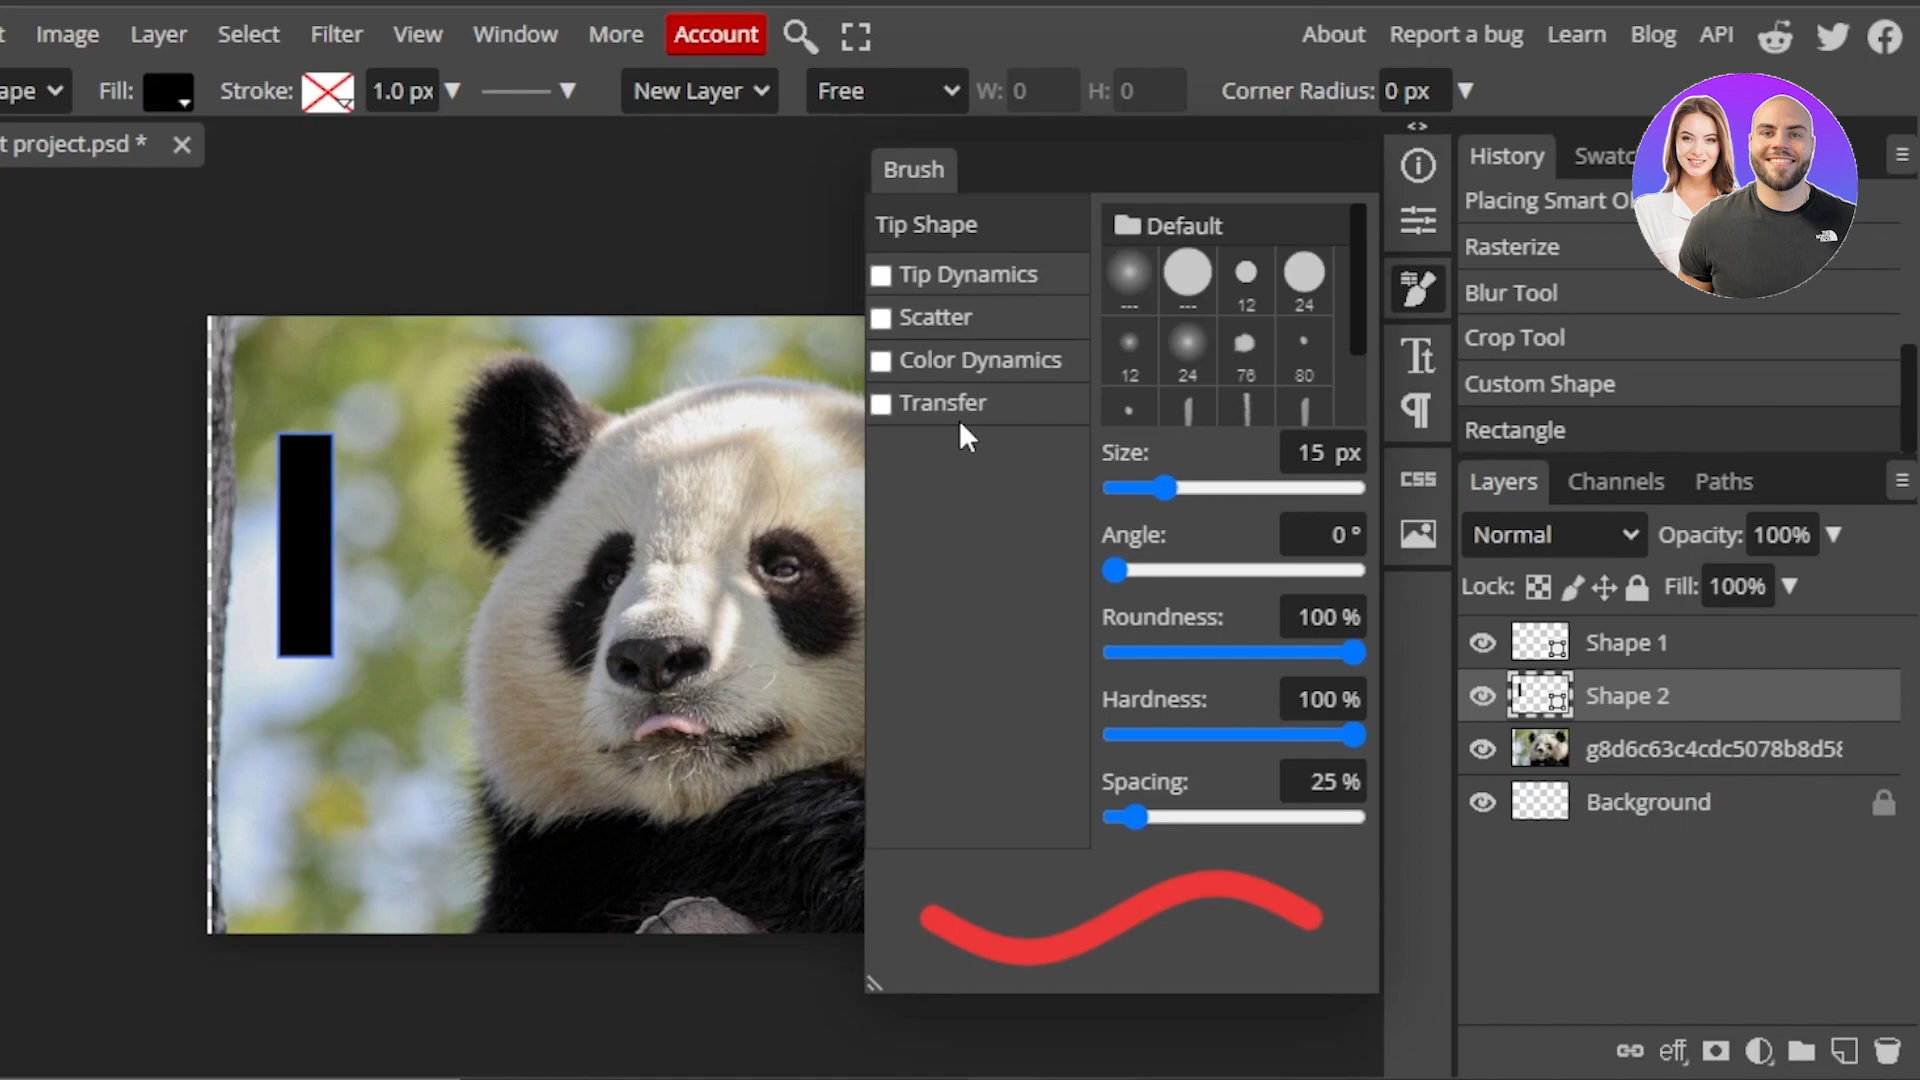 t Image Layer Select Filter View Window More Account About Report a bug Learn Blog API
ape Fill: Stroke: 1.0 px New Layer Free W: 0 H: 0 Corner Radius: 0 px
t project.psd *
Brush
Tip Shape
Tip Dynamics
Scatter
Color Dynamics
Transfer
Default
--- --- 12 24
12 24 76 80
Size: 15 px
Angle: 0 °
Roundness: 100 %
Hardness: 100 %
Spacing: 25 %
Tt
¶
CSS
History Swatc
Placing Smart O
Rasterize
Blur Tool
Crop Tool
Custom Shape
Rectangle
Layers Channels Paths
Normal Opacity: 100%
Lock: Fill: 100%
Shape 1
Shape 2
g8d6c63c4cdc5078b8d58
Background
eff